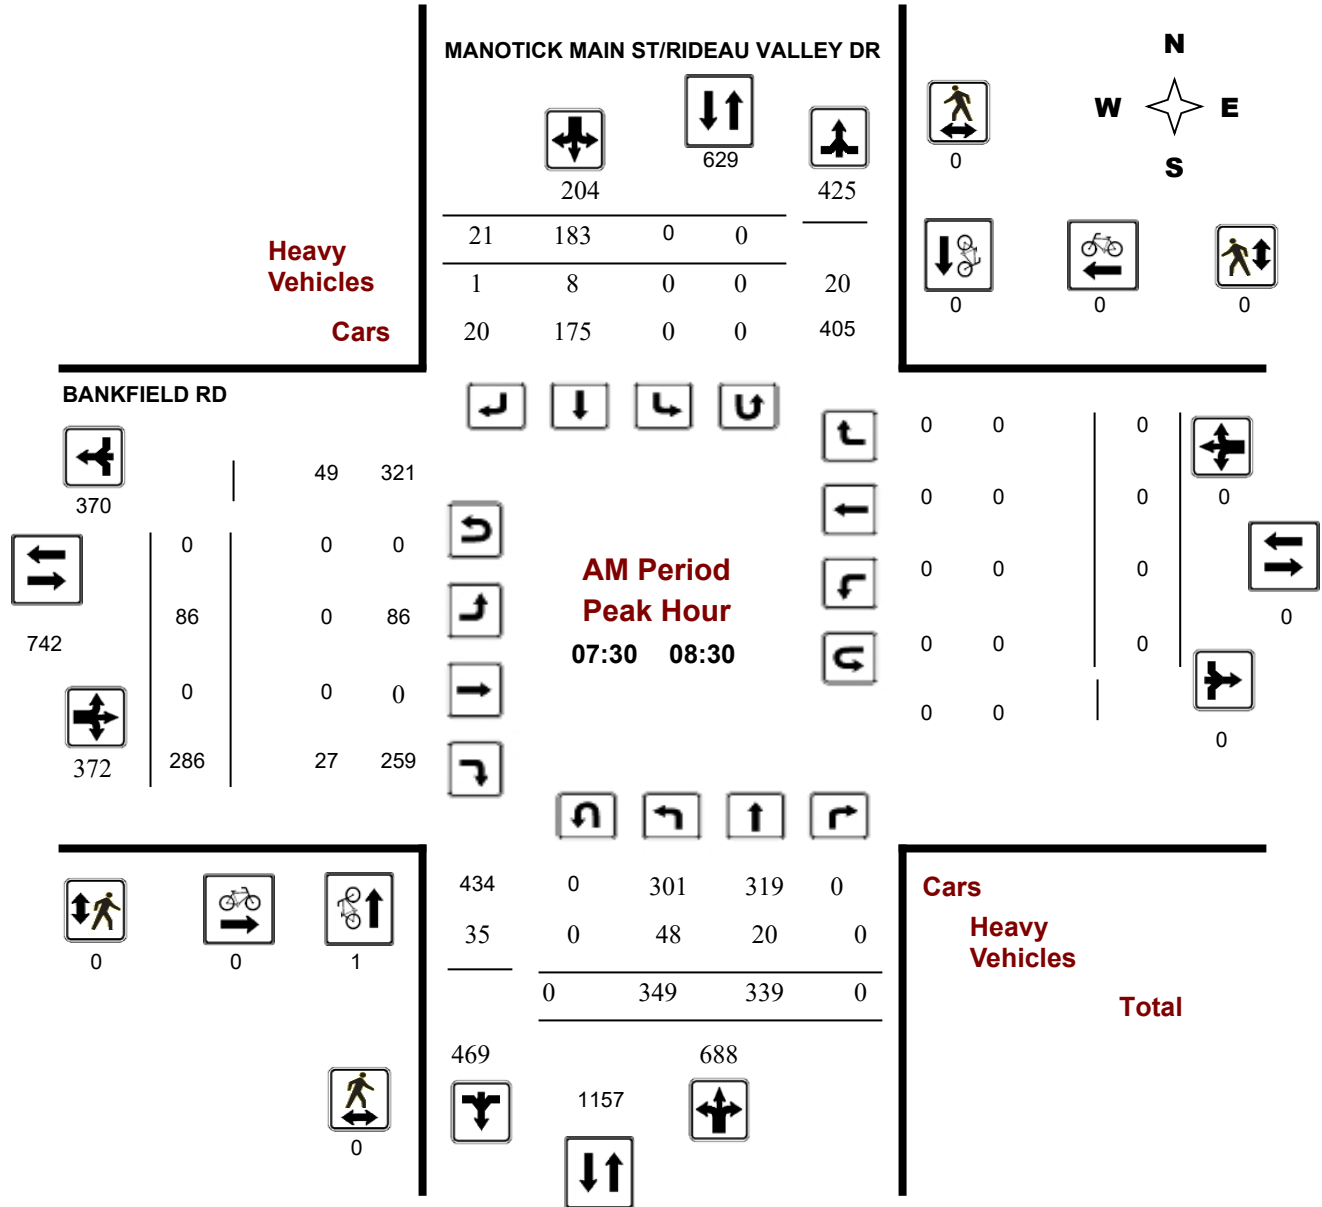 MANOTICK MAIN ST/RIDEAU VALLEY DR
N
W E
S
629
0
204 425
21 183 0 0
Heavy
Vehicles
1 8 0 0 20
Cars
20 175 0 0 405
0 0 0
BANKFIELD RD
0 0 0
49 321
370
0 0 0 0
0 0 0
AM Period
Peak Hour
07:30 08:30
0 0 0
86 0 86
0
742
0 0 0
0 0 0
0 0
0
372
286 27 259
434 0 301 319 0
Cars
35 0 48 20 0
Heavy
Vehicles
0 0 1
0 349 339 0
Total
469 688
1157
0